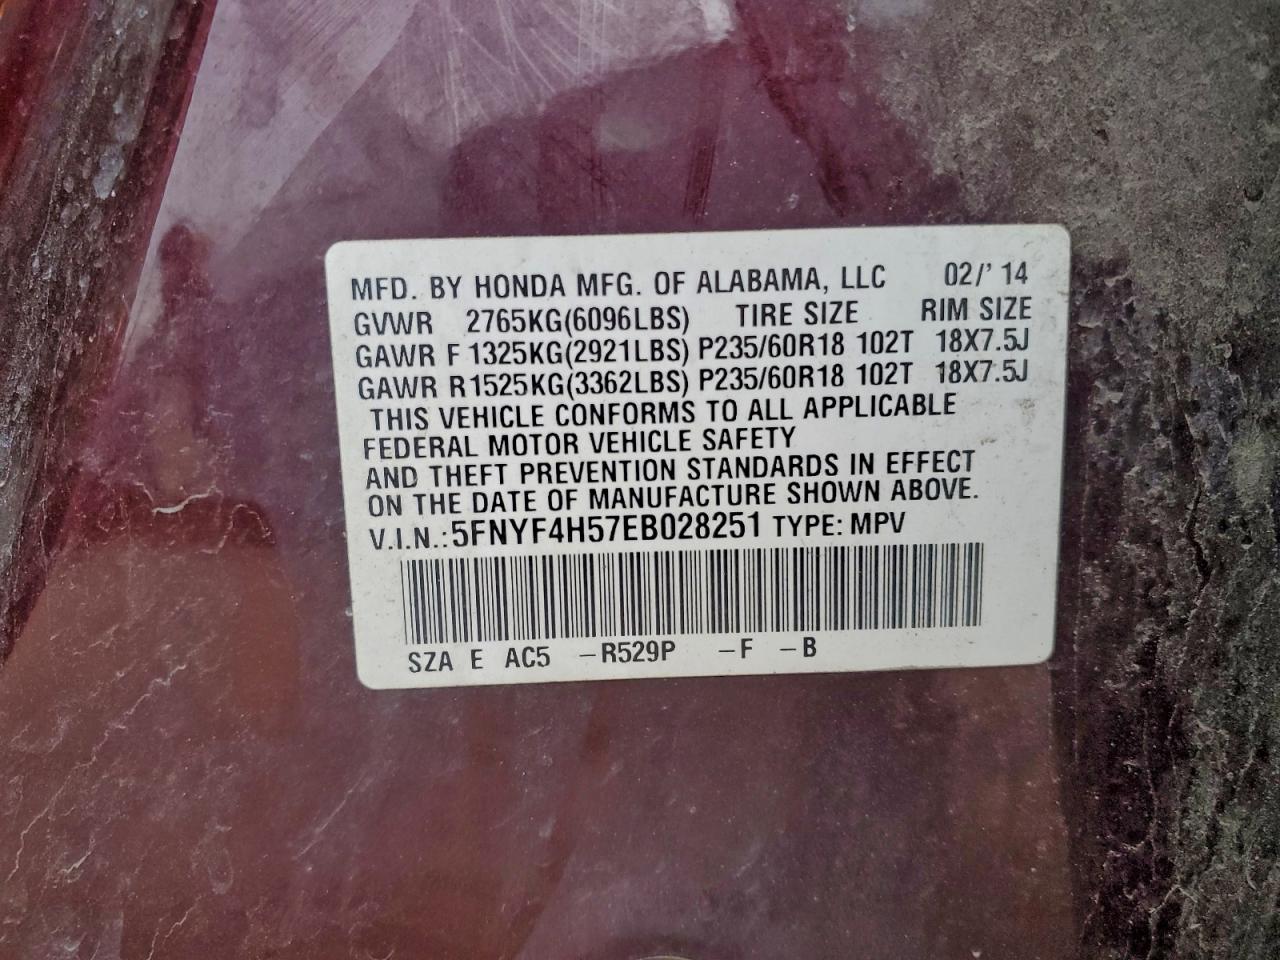 MFD. BY HONDA MFG. OF ALABAMA, LLC 02/'14
GVWR 2765KG(6096LBS) TIRE SIZE RIM SIZE
GAWR F 1325KG(2921LBS) P235/60R18 102T 18X7.5J
GAWR R1525KG(3362LBS) P235/60R18 102T 18X7.5J
THIS VEHICLE CONFORMS TO ALL APPLICABLE
FEDERAL MOTOR VEHICLE SAFETY
AND THEFT PREVENTION STANDARDS IN EFFECT
ON THE DATE OF MANUFACTURE SHOWN ABOVE.
V.I.N.:5FNYF4H57EB028251 TYPE: MPV
SZA E AC5 –R529P –F –B